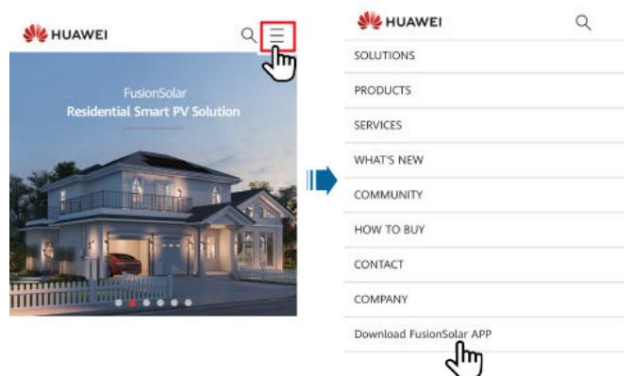 HUAWEI
FusionSolar
Residential Smart PV Solution
HUAWEI
SOLUTIONS
PRODUCTS
SERVICES
WHAT'S NEW
COMMUNITY
HOW TO BUY
CONTACT
COMPANY
Download FusionSolar APP